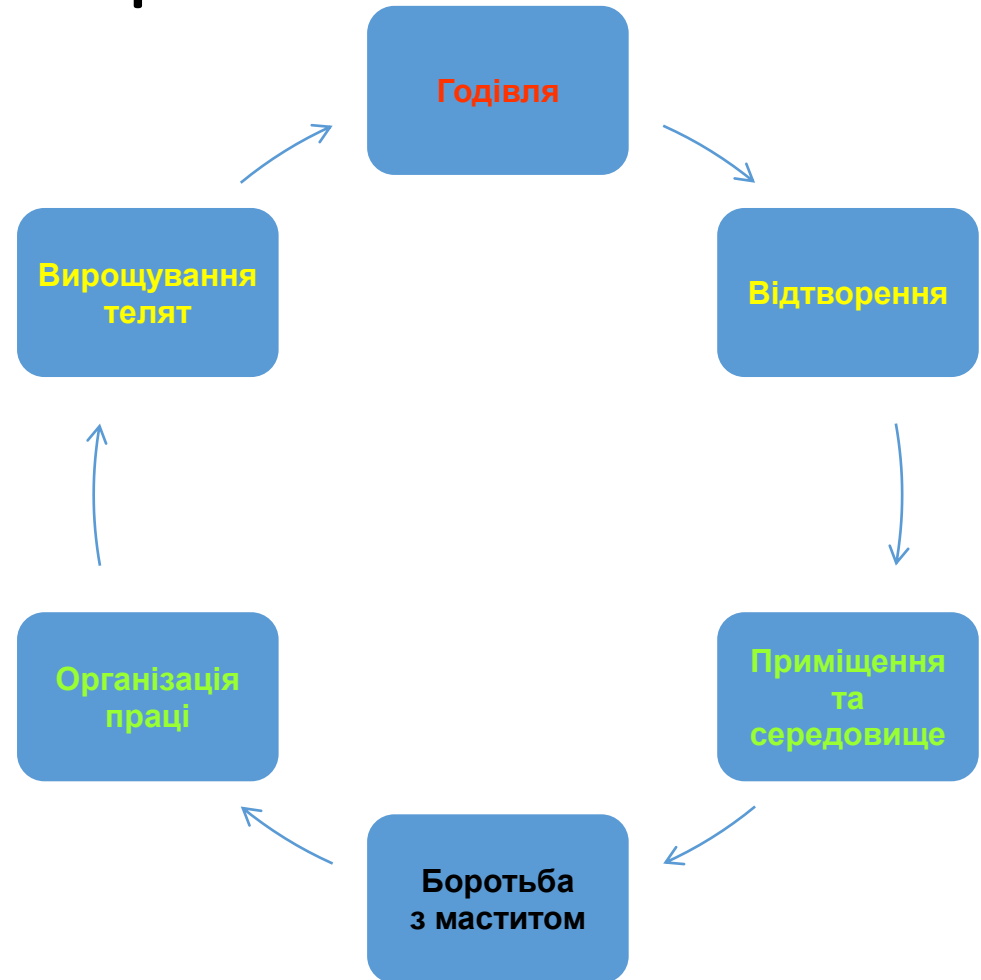 Годівля
Відтворення
Приміщення
та
середовище
Боротьба
з маститом
Організація
праці
Вирощування
телят